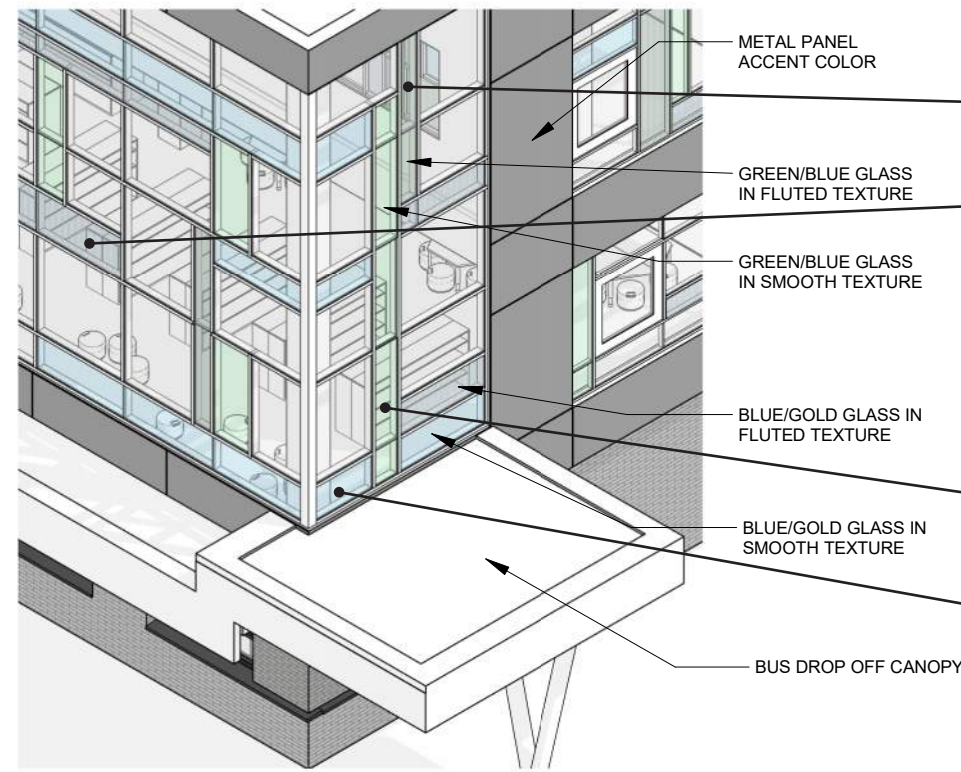 METAL PANEL
ACCENT COLOR
GREEN/BLUE GLASS
IN FLUTED TEXTURE
GREEN/BLUE GLASS
IN SMOOTH TEXTURE
BLUE/GOLD GLASS IN
FLUTED TEXTURE
BLUE/GOLD GLASS IN
SMOOTH TEXTURE
BUS DROP OFF CANOPY